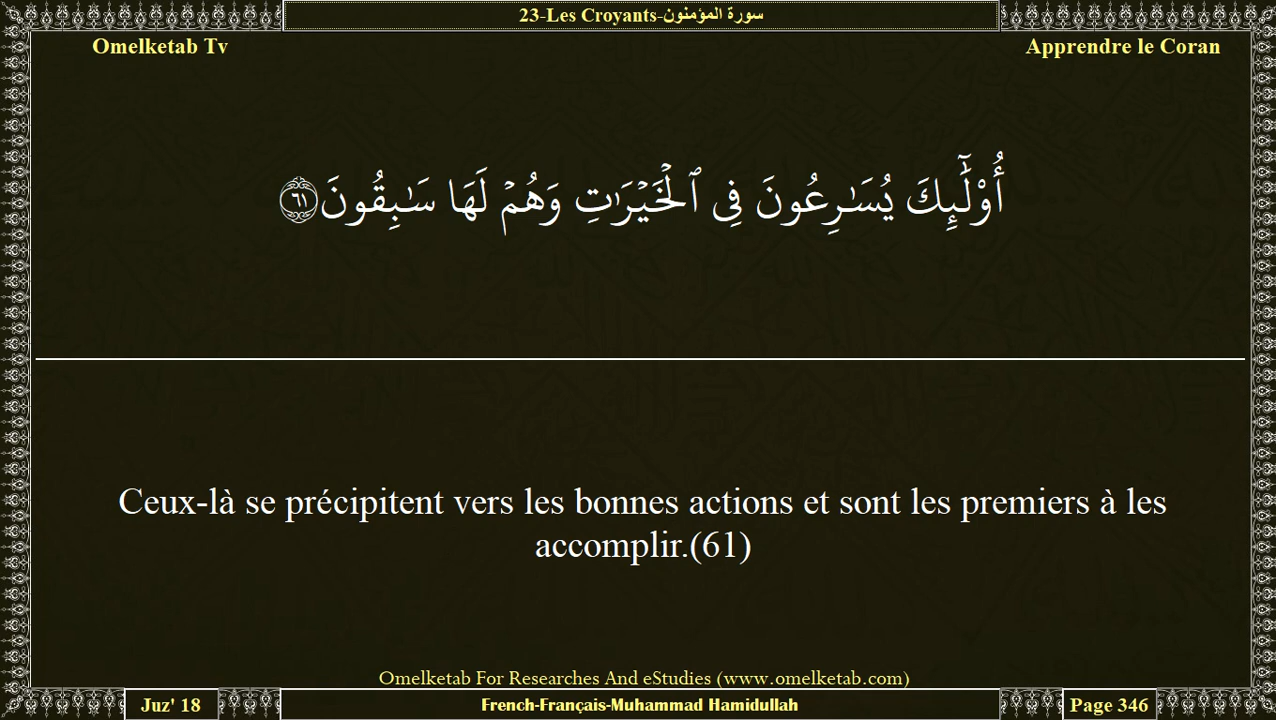 23-Les Croyants-سورة المؤمنون
Omelketab Tv
Apprendre le Coran
أُو۟لَٰٓئِكَ يُسَٰرِعُونَ فِى ٱلْخَيْرَٰتِ وَهُمْ لَهَا سَٰبِقُونَ ٦١
Ceux-là se précipitent vers les bonnes actions et sont les premiers à les
accomplir.(61)
Omelketab For Researches And eStudies (www.omelketab.com)
Juz' 18
French-Français-Muhammad Hamidullah
Page 346